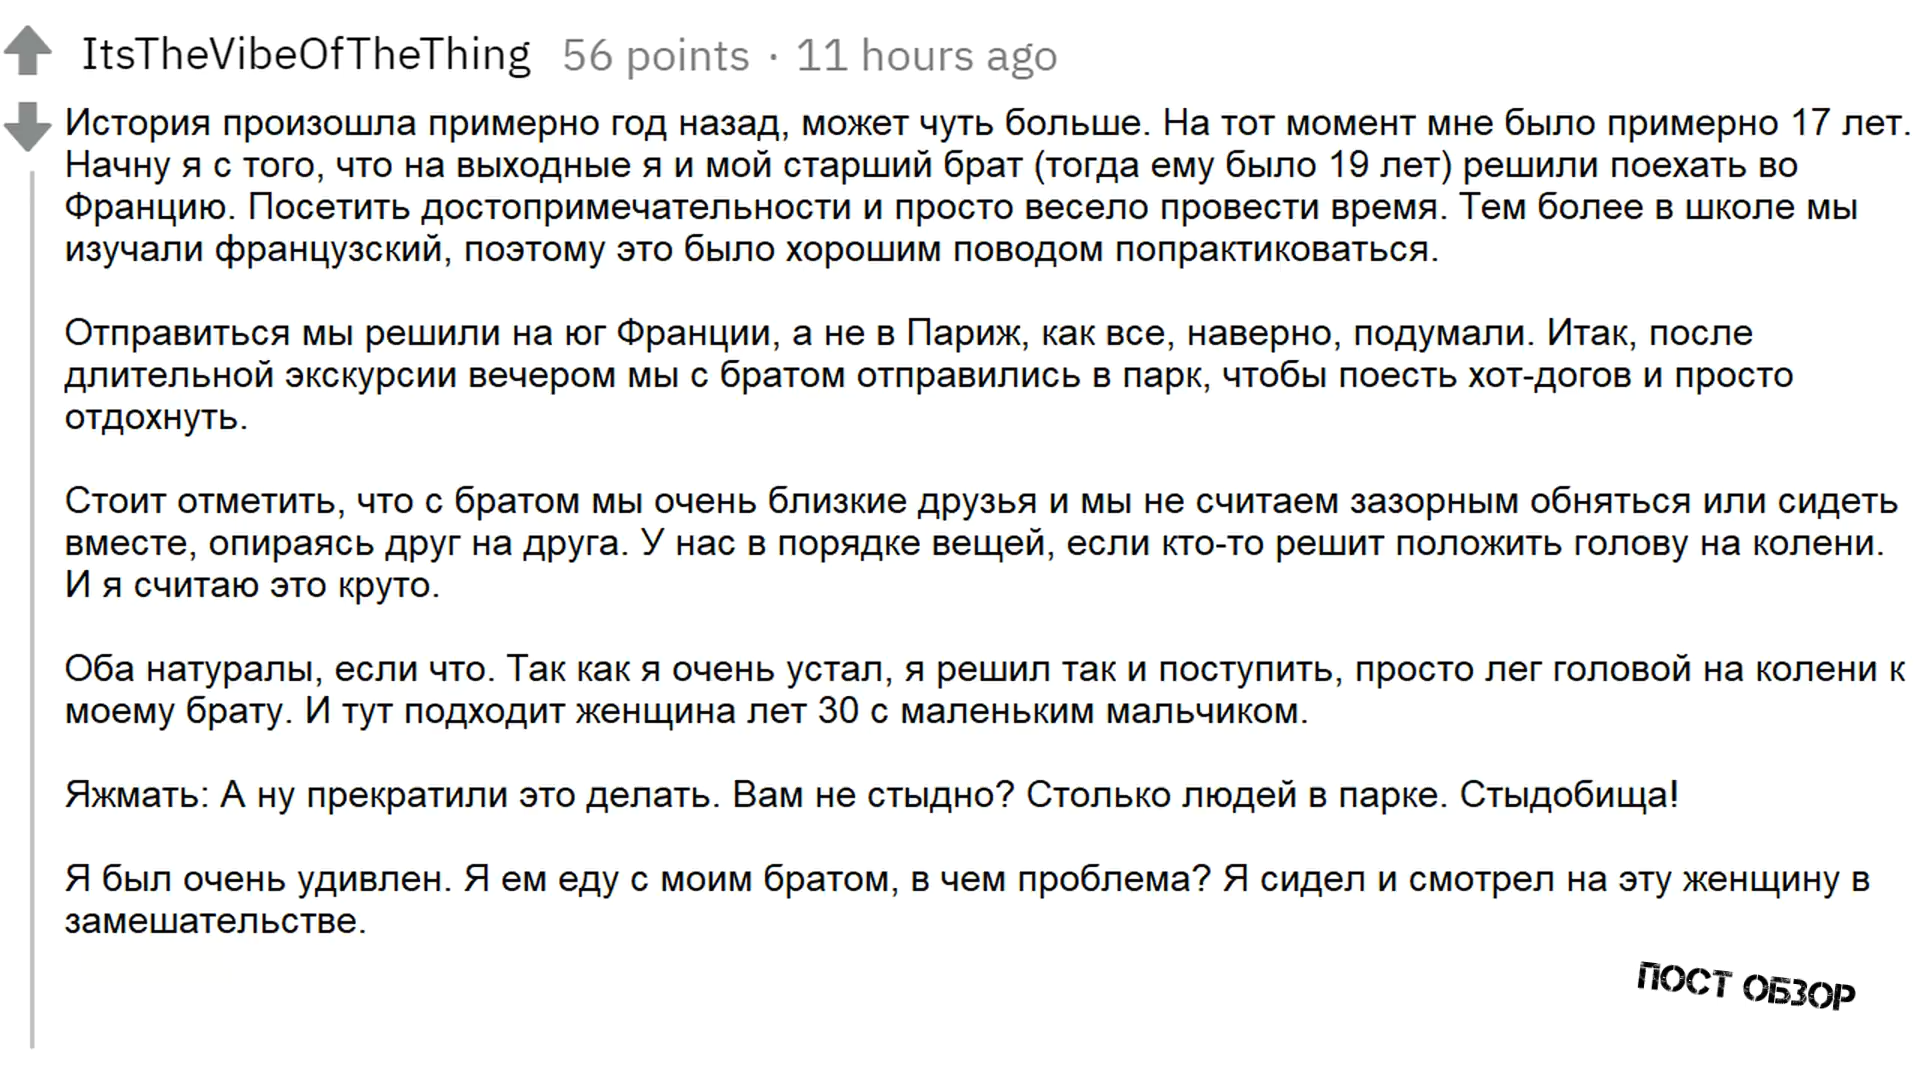 ItsTheVibeOfTheThing 56 points · 11 hours ago
История произошла примерно год назад, может чуть больше. На тот момент мне было примерно 17 лет.
Начну я с того, что на выходные я и мой старший брат (тогда ему было 19 лет) решили поехать во
Францию. Посетить достопримечательности и просто весело провести время. Тем более в школе мы
изучали французский, поэтому это было хорошим поводом попрактиковаться.
Отправиться мы решили на юг Франции, а не в Париж, как все, наверно, подумали. Итак, после
длительной экскурсии вечером мы с братом отправились в парк, чтобы поесть хот-догов и просто
отдохнуть.
Стоит отметить, что с братом мы очень близкие друзья и мы не считаем зазорным обняться или сидеть
вместе, опираясь друг на друга. У нас в порядке вещей, если кто-то решит положить голову на колени.
И я считаю это круто.
Оба натуралы, если что. Так как я очень устал, я решил так и поступить, просто лег головой на колени к
моему брату. И тут подходит женщина лет 30 с маленьким мальчиком.
Яжмать: А ну прекратили это делать. Вам не стыдно? Столько людей в парке. Стыдобища!
Я был очень удивлен. Я ем еду с моим братом, в чем проблема? Я сидел и смотрел на эту женщину в
замешательстве.
ПОСТ ОБЗОР